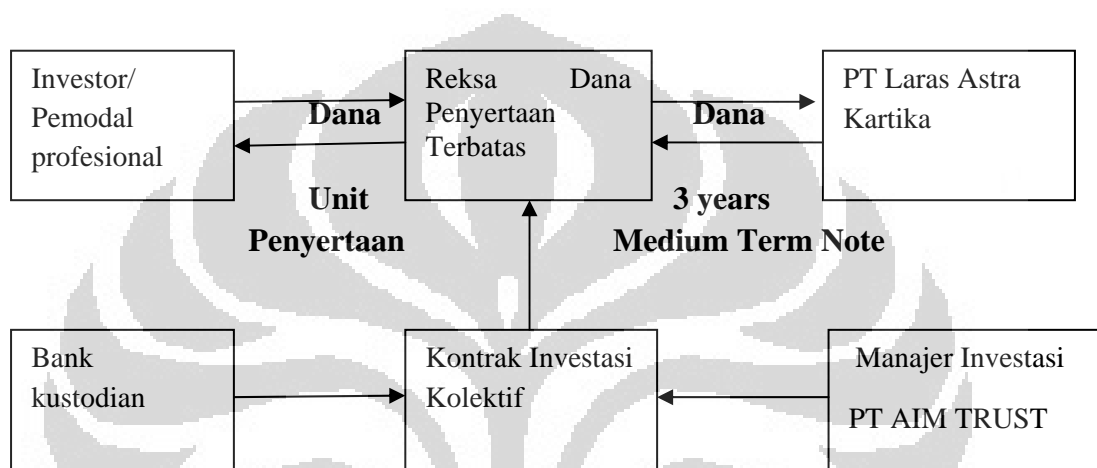 Investor/
Pemodal
profesional
Dana
Unit
Penyertaan
Reksa Dana
Penyertaan
Terbatas
Dana
3 years
Medium Term Note
PT Laras Astra
Kartika
Bank
kustodian
Kontrak Investasi
Kolektif
Manajer Investasi
PT AIM TRUST